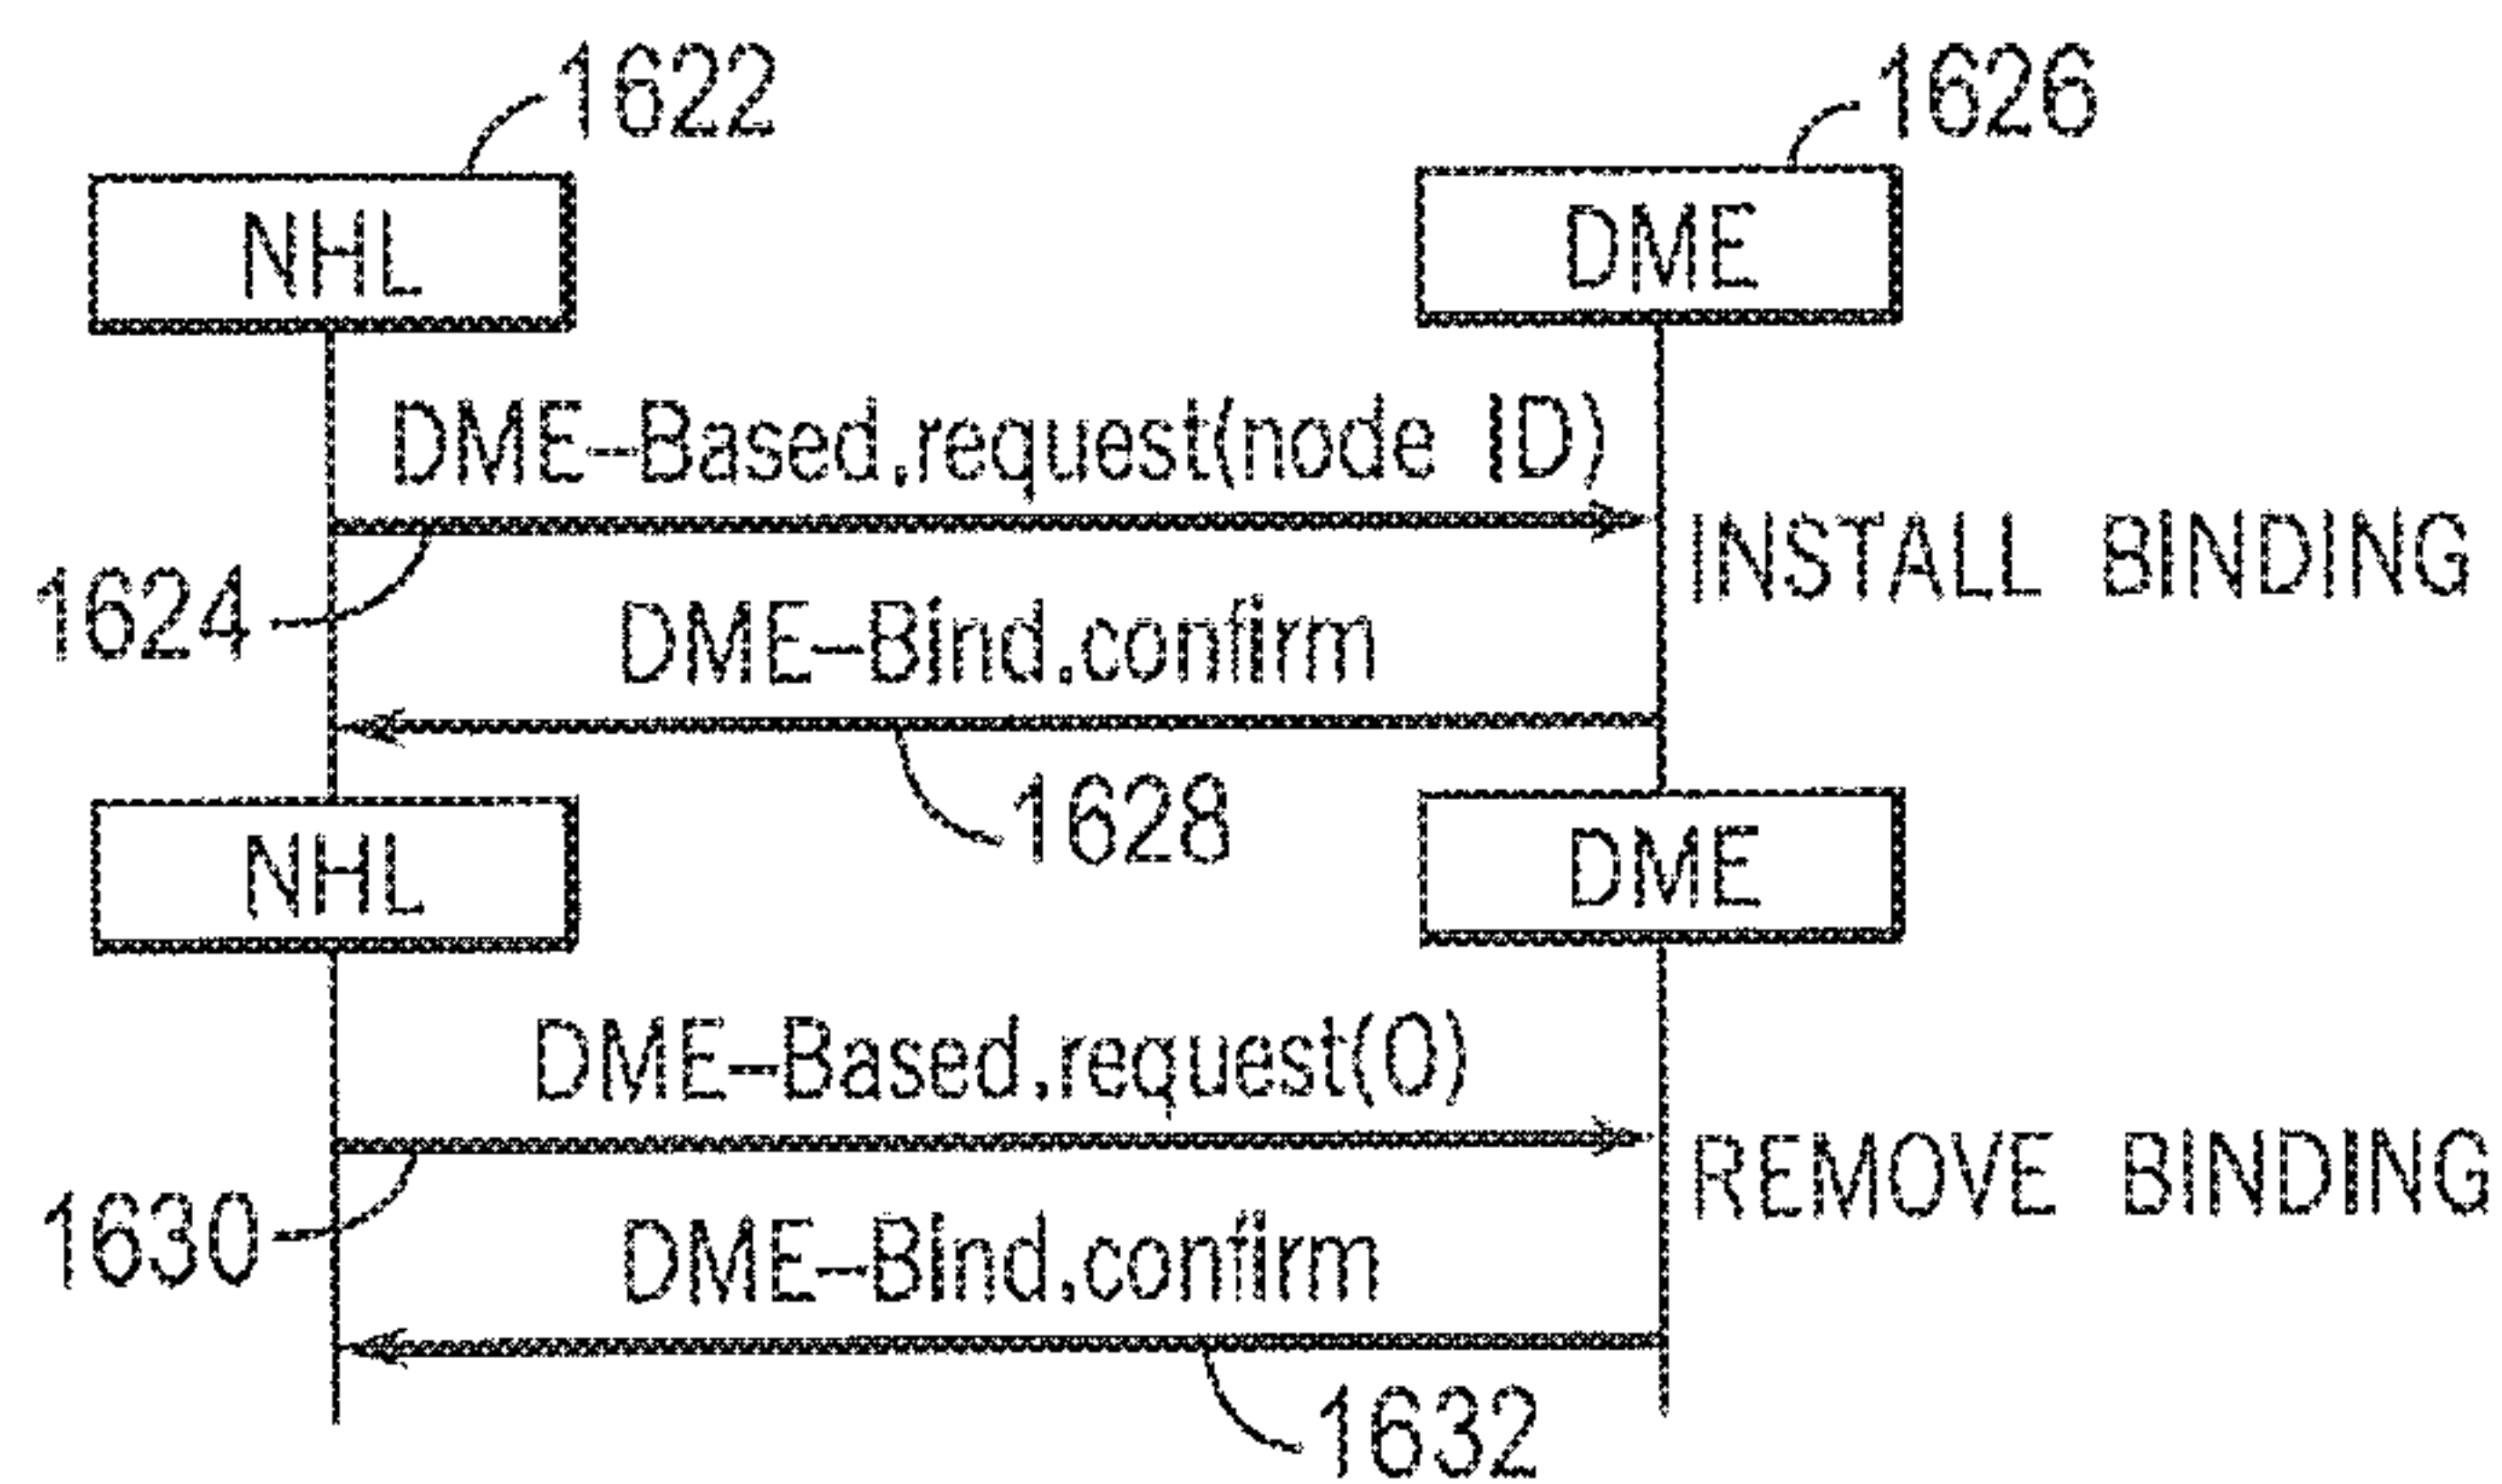 1622
1626
NHL
DME
DME-Based.request(node ID)
INSTALL BINDING
1624
DME-Bind.confirm
1628
NHL
DME
DME-Based.request(0)
REMOVE BINDING
1630
DME-Bind.confirm
1632